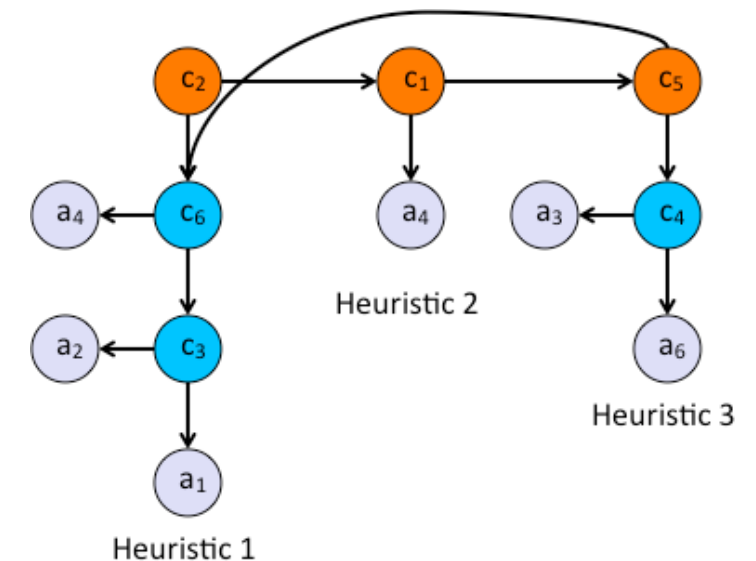 c2 c1 c5
a4 c6 a4 a3 c4
Heuristic 2
a2 c3 a6
Heuristic 3
a1
Heuristic 1